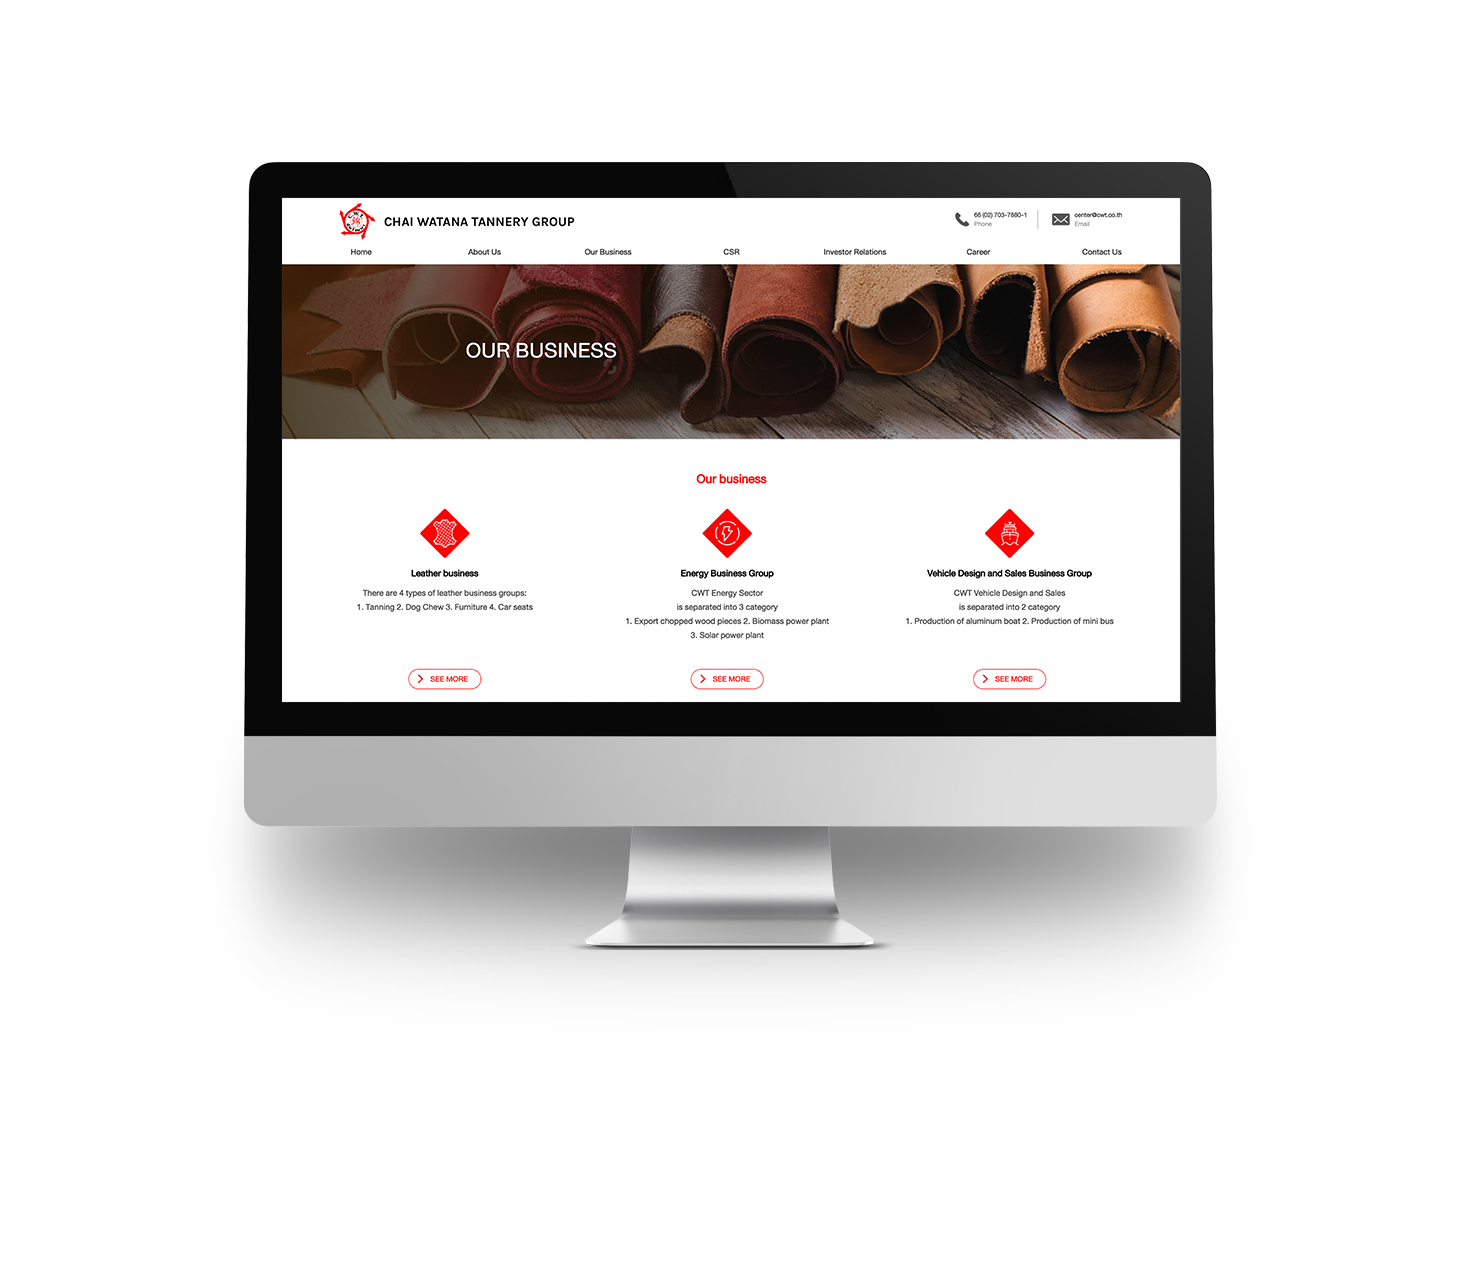 CHAI WATANA TANNERY GROUP
66 (02) 703-7880-1
Phone
center@cwt.co.th
Email
Home About Us Our Business CSR Investor Relations Career Contact Us
OUR BUSINESS
Our business
Leather business
There are 4 types of leather business groups:
1. Tanning 2. Dog Chew 3. Furniture 4. Car seats
SEE MORE
Energy Business Group
CWT Energy Sector
is separated into 3 category
1. Export chopped wood pieces 2. Biomass power plant
3. Solar power plant
SEE MORE
Vehicle Design and Sales Business Group
CWT Vehicle Design and Sales
is separated into 2 category
1. Production of aluminum boat 2. Production of mini bus
SEE MORE